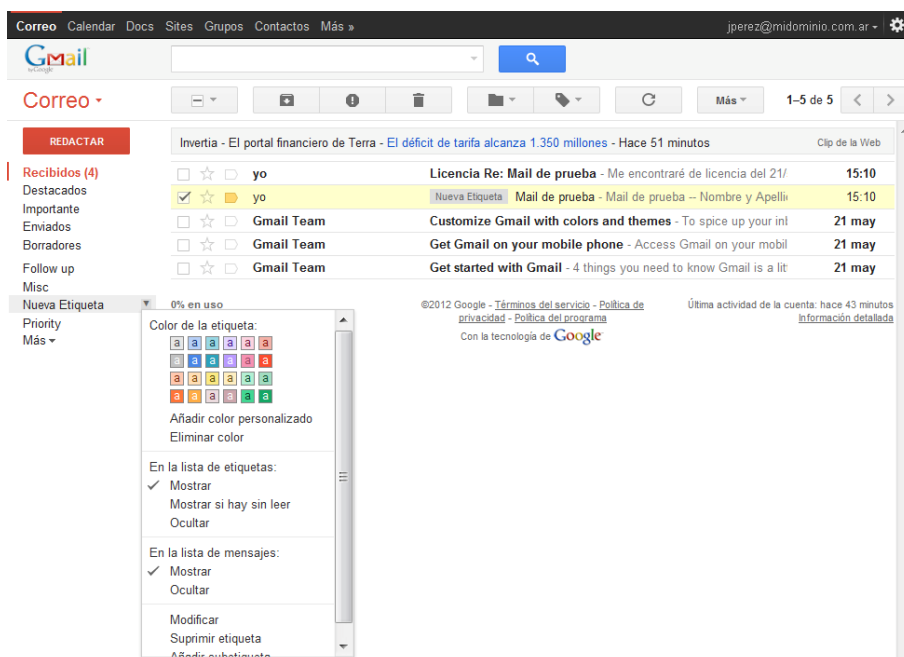 Correo Calendar Docs Sites Grupos Contactos Más » jperez@midominio.com.ar
Gmail
by Google
Correo Más 1–5 de 5
REDACTAR
Invertia - El portal financiero de Terra - El déficit de tarifa alcanza 1.350 millones - Hace 51 minutos Clip de la Web
Recibidos (4)
Destacados
Importante
Enviados
Borradores
Follow up
Misc
Nueva Etiqueta
Priority
Más
yo Licencia Re: Mail de prueba - Me encontraré de licencia del 21/ 15:10
yo Nueva Etiqueta Mail de prueba - Mail de prueba -- Nombre y Apelli 15:10
Gmail Team Customize Gmail with colors and themes - To spice up your inl 21 may
Gmail Team Get Gmail on your mobile phone - Access Gmail on your mobil 21 may
Gmail Team Get started with Gmail - 4 things you need to know Gmail is a lit 21 may
0% en uso
©2012 Google - Términos del servicio - Política de
privacidad - Política del programa
Con la tecnología de Google
Última actividad de la cuenta: hace 43 minutos
Información detallada
Color de la etiqueta:
a a a a a a
a a a a a a
a a a a a a
a a a a a a
Añadir color personalizado
Eliminar color
En la lista de etiquetas:
Mostrar
Mostrar si hay sin leer
Ocultar
En la lista de mensajes:
Mostrar
Ocultar
Modificar
Suprimir etiqueta
Añadir subetiqueta